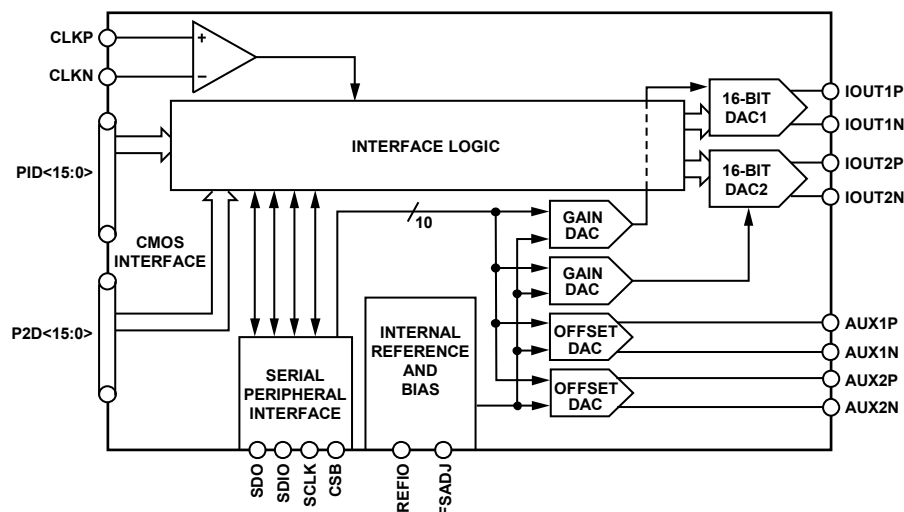 CLKP
CLKN
PID<15:0>
CMOS
INTERFACE
P2D<15:0>
INTERFACE LOGIC
10
16-BIT
DAC1
16-BIT
DAC2
IOUT1P
IOUT1N
IOUT2P
IOUT2N
GAIN
DAC
GAIN
DAC
OFFSET
DAC
OFFSET
DAC
AUX1P
AUX1N
AUX2P
AUX2N
SERIAL
PERIPHERAL
INTERFACE
INTERNAL
REFERENCE
AND
BIAS
SDO
SDIO
SCLK
CSB
REFIO
FSADJ